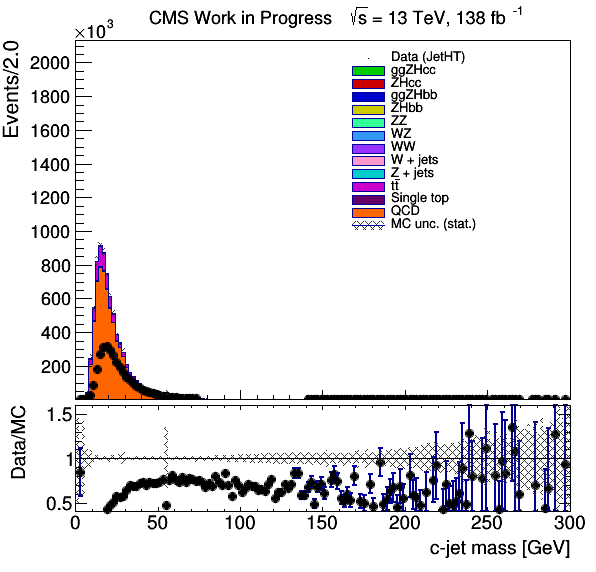 CMS Work in Progress √s = 13 TeV, 138 fb⁻¹
×10³
Events/2.0
2000
1800
1600
1400
1200
1000
800
600
400
200
Data (JetHT)
ggZHcc
ZHcc
ggZHbb
ZHbb
ZZ
WZ
WW
W + jets
Z + jets
tt̄
Single top
QCD
MC unc. (stat.)
Data/MC
1.5
1
0.5
0 50 100 150 200 250 300
c-jet mass [GeV]